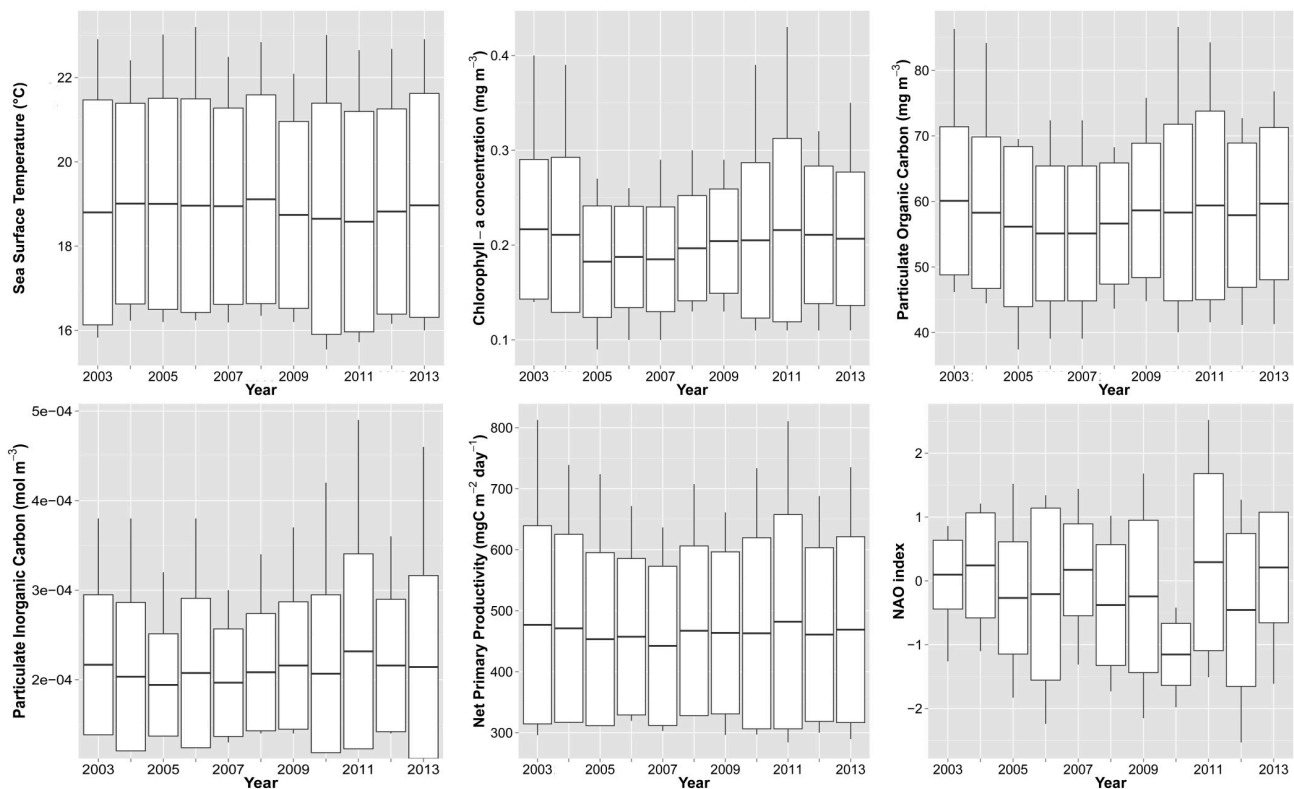 Sea Surface Temperature (°C)
22
20
18
16
2003 2005 2007 2009 2011 2013
Year
Chlorophyll – a concentration (mg m−3)
0.4
0.3
0.2
0.1
2003 2005 2007 2009 2011 2013
Year
Particulate Organic Carbon (mg m−3)
80
70
60
50
40
2003 2005 2007 2009 2011 2013
Year
Particulate Inorganic Carbon (mol m−3)
5e−04
4e−04
3e−04
2e−04
2003 2005 2007 2009 2011 2013
Year
Net Primary Productivity (mgC m−2 day−1)
800
700
600
500
400
300
2003 2005 2007 2009 2011 2013
Year
NAO index
2
1
0
−1
−2
2003 2005 2007 2009 2011 2013
Year